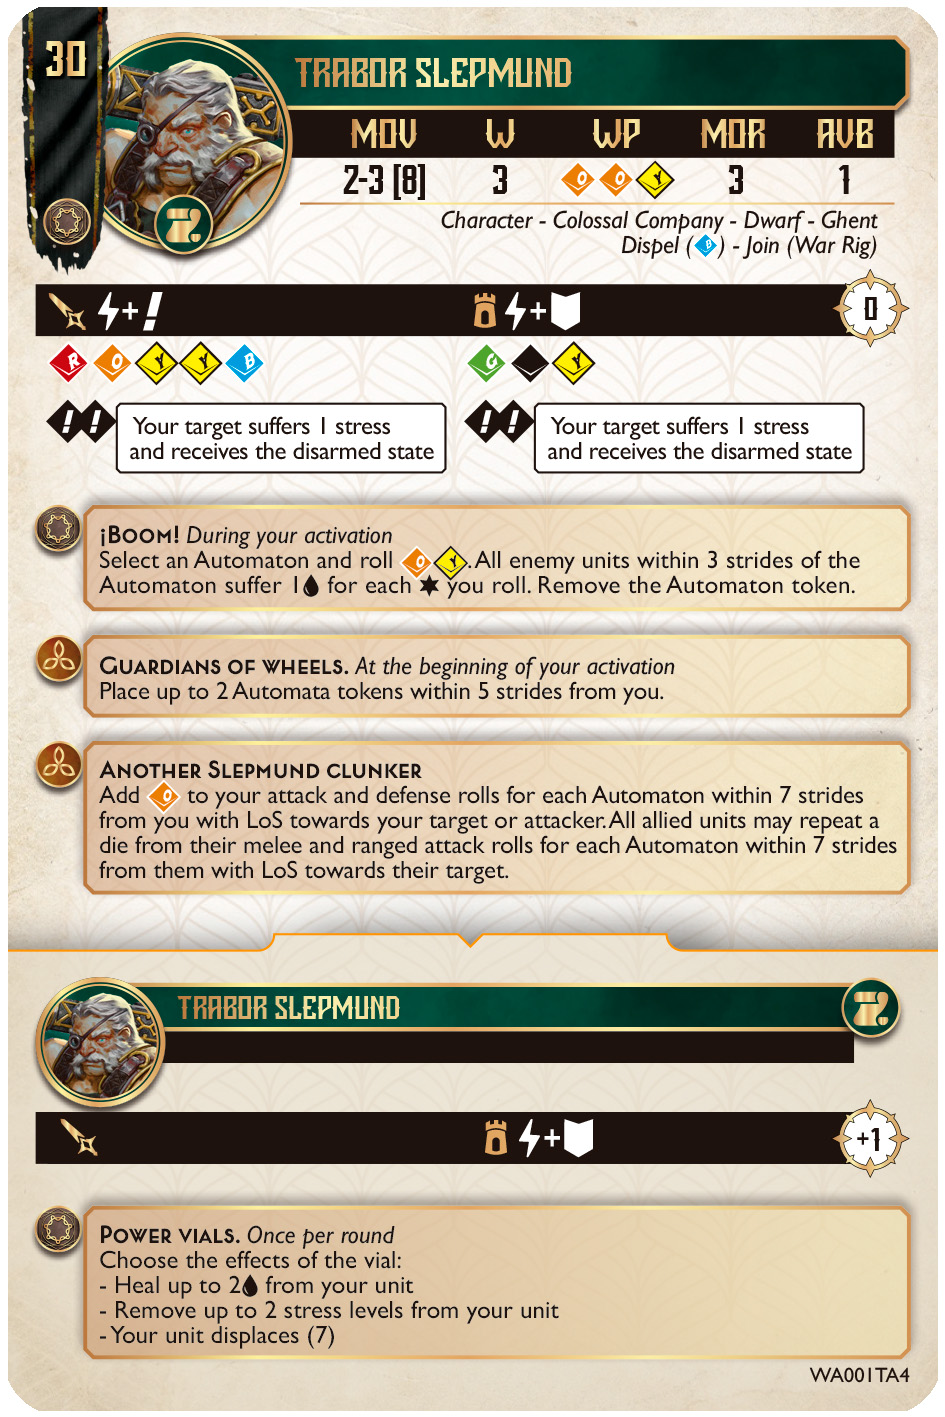 30
TRABOR SLEPMUND
MOV W WP MOR AVB
2-3 [8] 3 O O Y 3 1
Character - Colossal Company - Dwarf - Ghent
Dispel (B) - Join (War Rig)
+! + 0
R O Y Y B G Y
!! Your target suffers 1 stress
and receives the disarmed state
!! Your target suffers 1 stress
and receives the disarmed state
¡BOOM! During your activation
Select an Automaton and roll O Y. All enemy units within 3 strides of the
Automaton suffer 1 for each you roll. Remove the Automaton token.
GUARDIANS OF WHEELS. At the beginning of your activation
Place up to 2 Automata tokens within 5 strides from you.
ANOTHER SLEPMUND CLUNKER
Add O to your attack and defense rolls for each Automaton within 7 strides
from you with LoS towards your target or attacker. All allied units may repeat a
die from their melee and ranged attack rolls for each Automaton within 7 strides
from them with LoS towards their target.
TRABOR SLEPMUND
+ +1
POWER VIALS. Once per round
Choose the effects of the vial:
- Heal up to 2 from your unit
- Remove up to 2 stress levels from your unit
- Your unit displaces (7)
WA001TA4